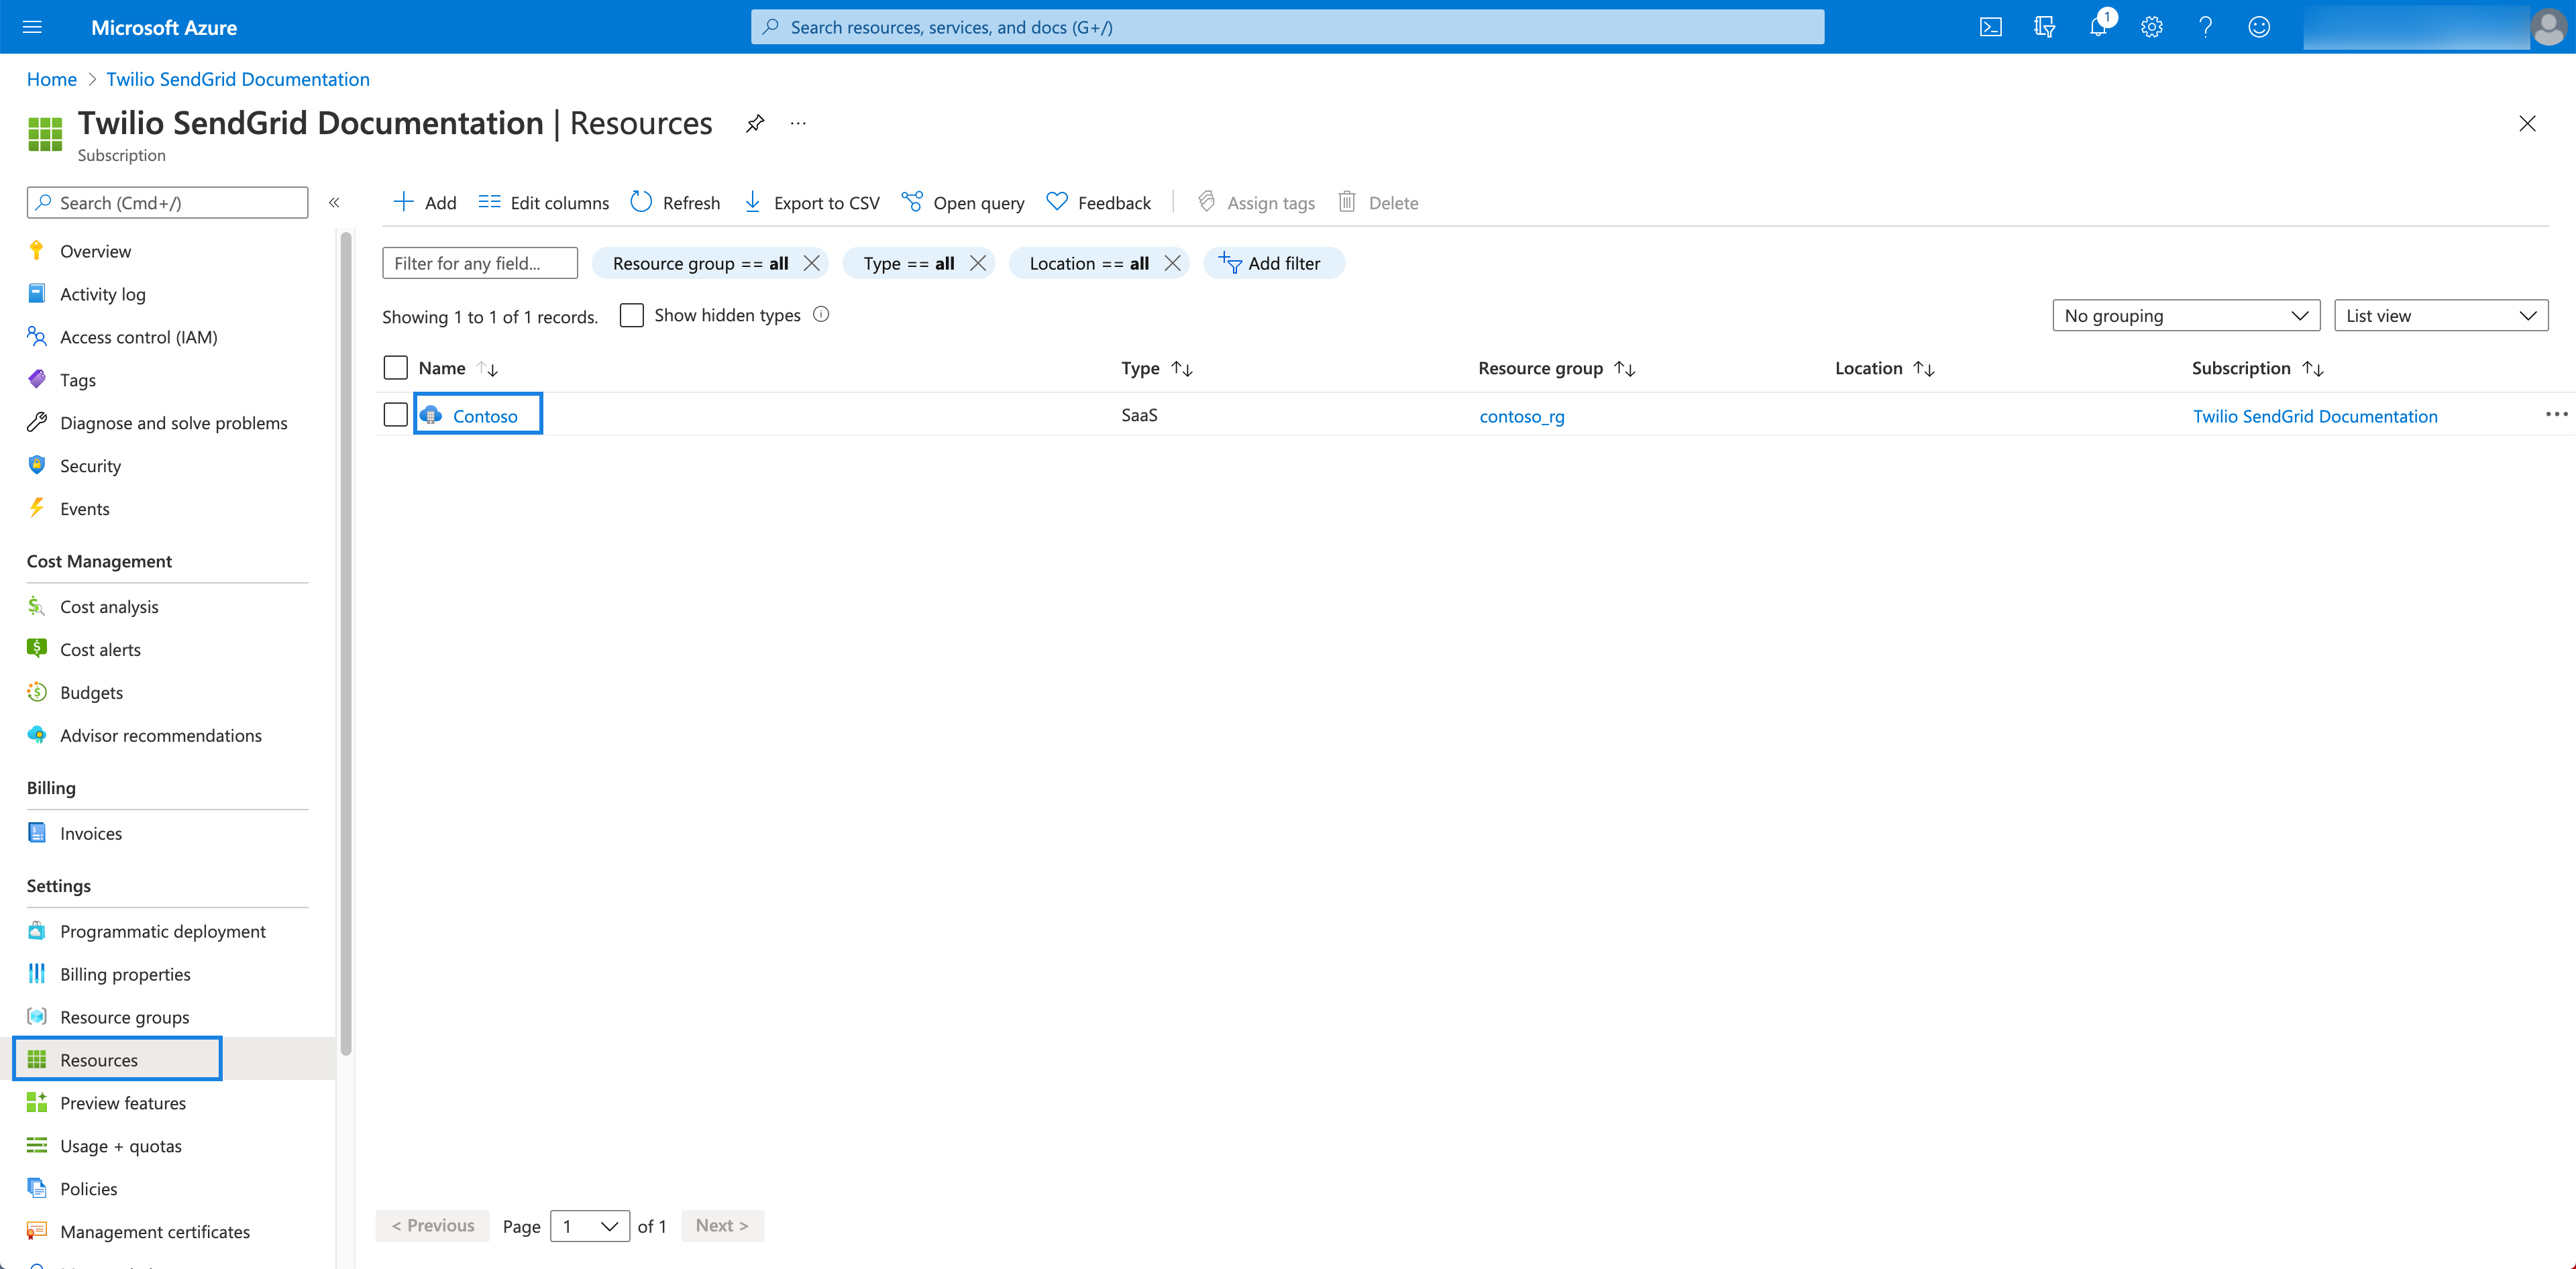 Microsoft Azure
Search resources, services, and docs (G+/)
1
Home > Twilio SendGrid Documentation
Twilio SendGrid Documentation | Resources
Subscription
Search (Cmd+/)
Add
Edit columns
Refresh
Export to CSV
Open query
Feedback
Assign tags
Delete
Filter for any field...
Resource group == all
Type == all
Location == all
Add filter
Showing 1 to 1 of 1 records.
Show hidden types
No grouping
List view
Name
Type
Resource group
Location
Subscription
Contoso
SaaS
contoso_rg
Twilio SendGrid Documentation
Overview
Activity log
Access control (IAM)
Tags
Diagnose and solve problems
Security
Events
Cost Management
Cost analysis
Cost alerts
Budgets
Advisor recommendations
Billing
Invoices
Settings
Programmatic deployment
Billing properties
Resource groups
Resources
Preview features
Usage + quotas
Policies
Management certificates
< Previous
Page 1 of 1
Next >